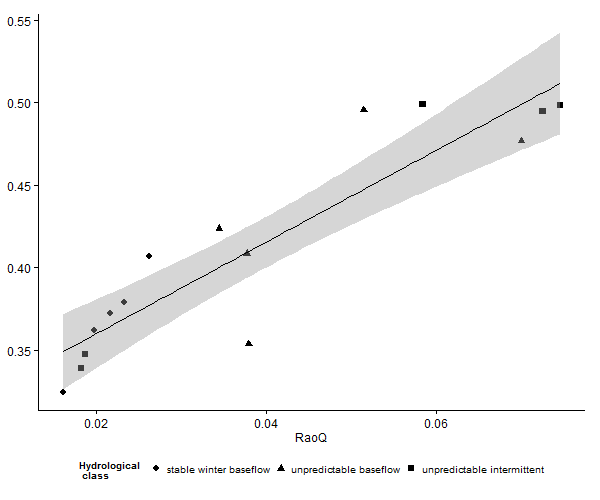 0.55
0.50
0.45
0.40
0.35
0.02 0.04 0.06
RaoQ
Hydrological
class
stable winter baseflow unpredictable baseflow unpredictable intermittent